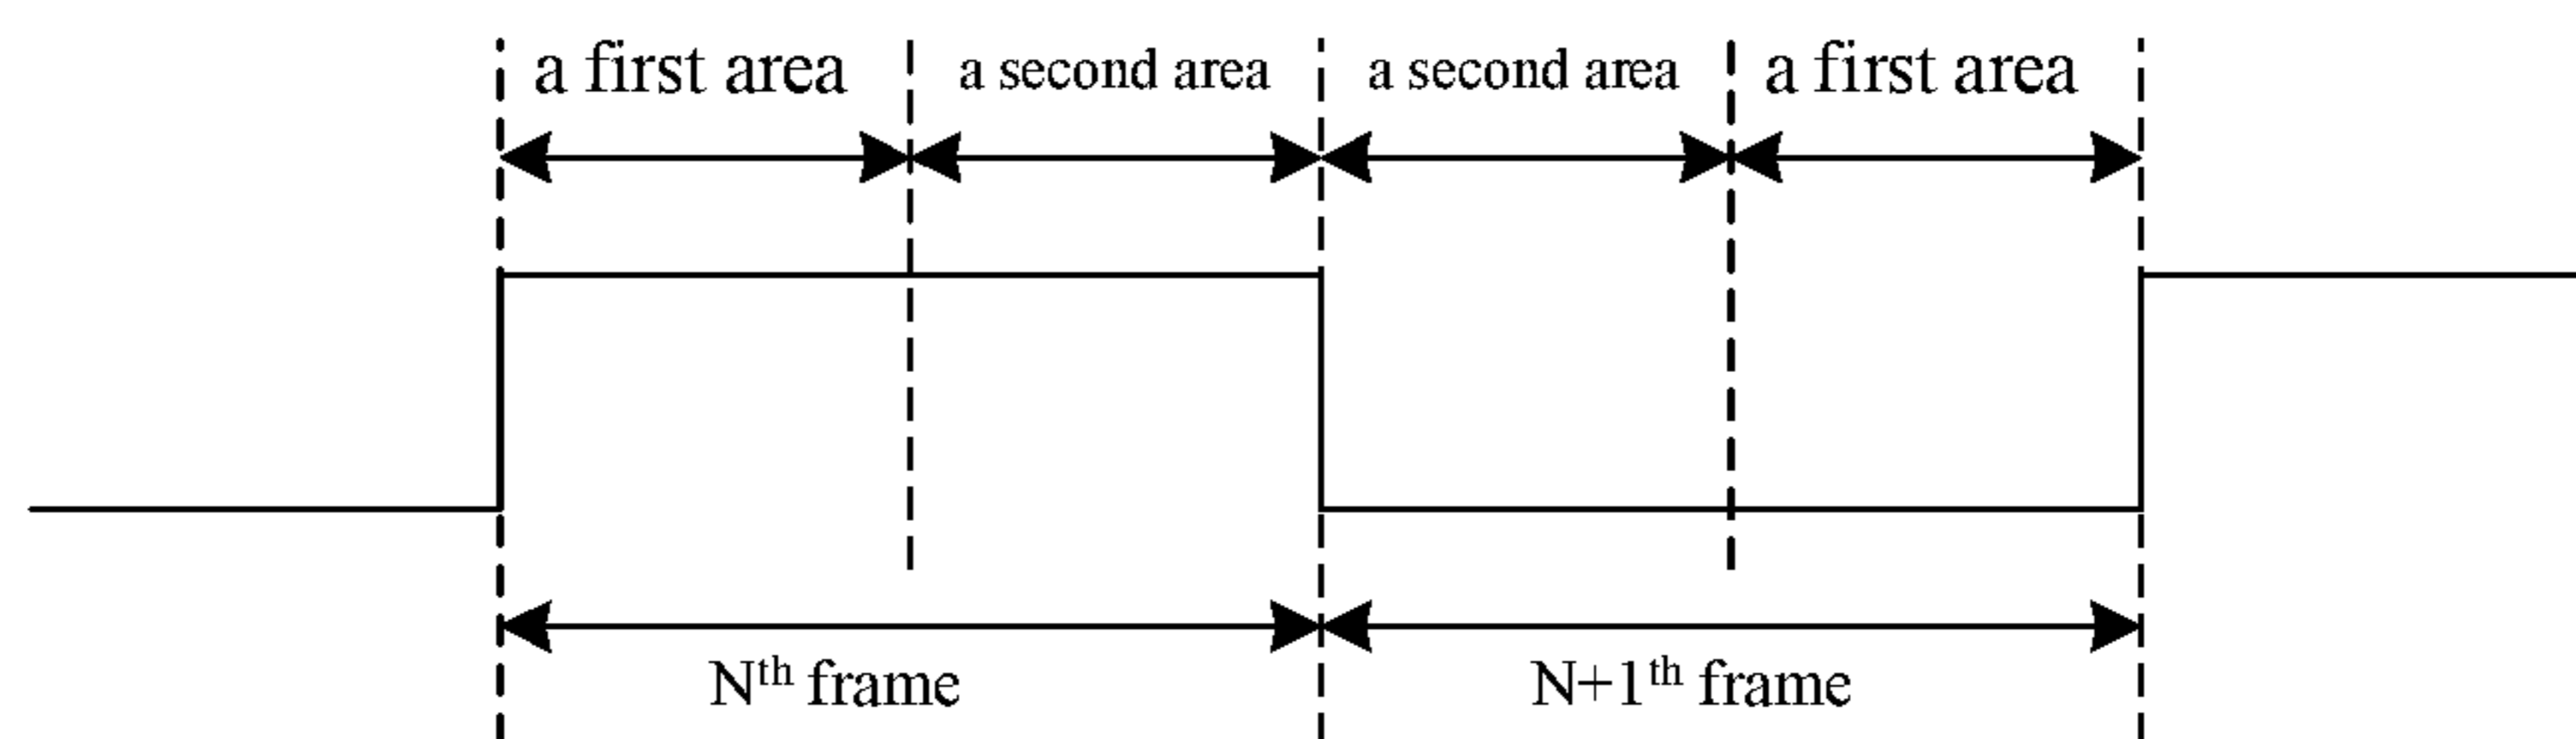 a first area
a second area
a second area
a first area
Nᵗʰ frame
N+1ᵗʰ frame